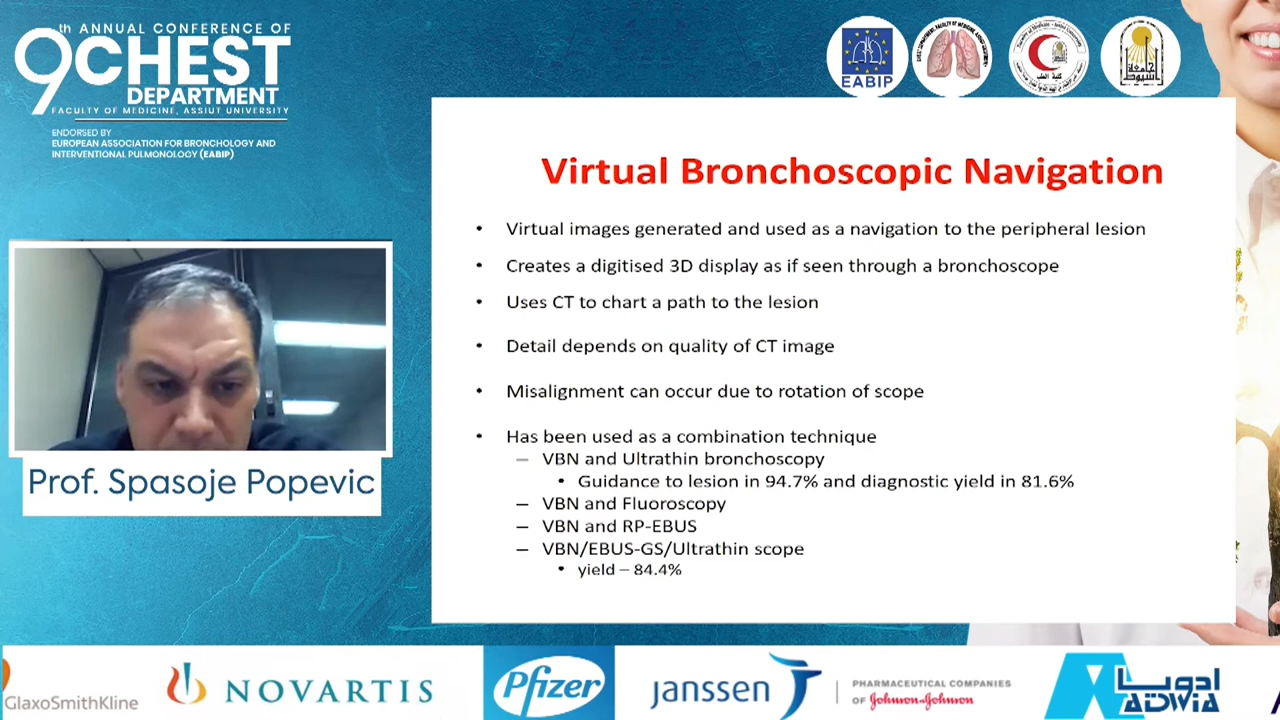 9th ANNUAL CONFERENCE OF
CHEST
DEPARTMENT
FACULTY OF MEDICINE, ASSIUT UNIVERSITY
ENDORSED BY
EUROPEAN ASSOCIATION FOR BRONCHOLOGY AND
INTERVENTIONAL PULMONOLOGY (EABIP)
EABIP
كلية الطب
جامعة
أسيوط
Virtual Bronchoscopic Navigation
• Virtual images generated and used as a navigation to the peripheral lesion
• Creates a digitised 3D display as if seen through a bronchoscope
• Uses CT to chart a path to the lesion
• Detail depends on quality of CT image
• Misalignment can occur due to rotation of scope
• Has been used as a combination technique
– VBN and Ultrathin bronchoscopy
• Guidance to lesion in 94.7% and diagnostic yield in 81.6%
– VBN and Fluoroscopy
– VBN and RP-EBUS
– VBN/EBUS-GS/Ultrathin scope
• yield – 84.4%
Prof. Spasoje Popevic
GlaxoSmithKline
NOVARTIS
Pfizer
janssen
PHARMACEUTICAL COMPANIES
OF Johnson & Johnson
ادويا
ADWIA